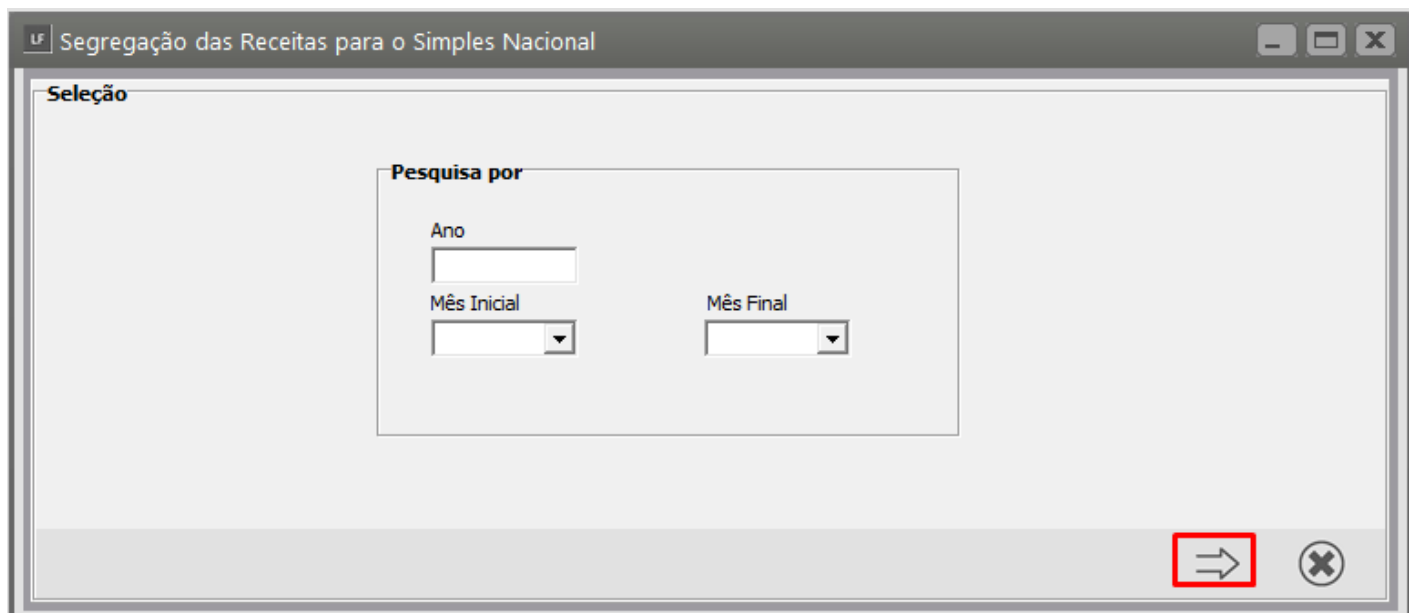 LF Segregação das Receitas para o Simples Nacional
Seleção
Pesquisa por
Ano
Mês Inicial Mês Final